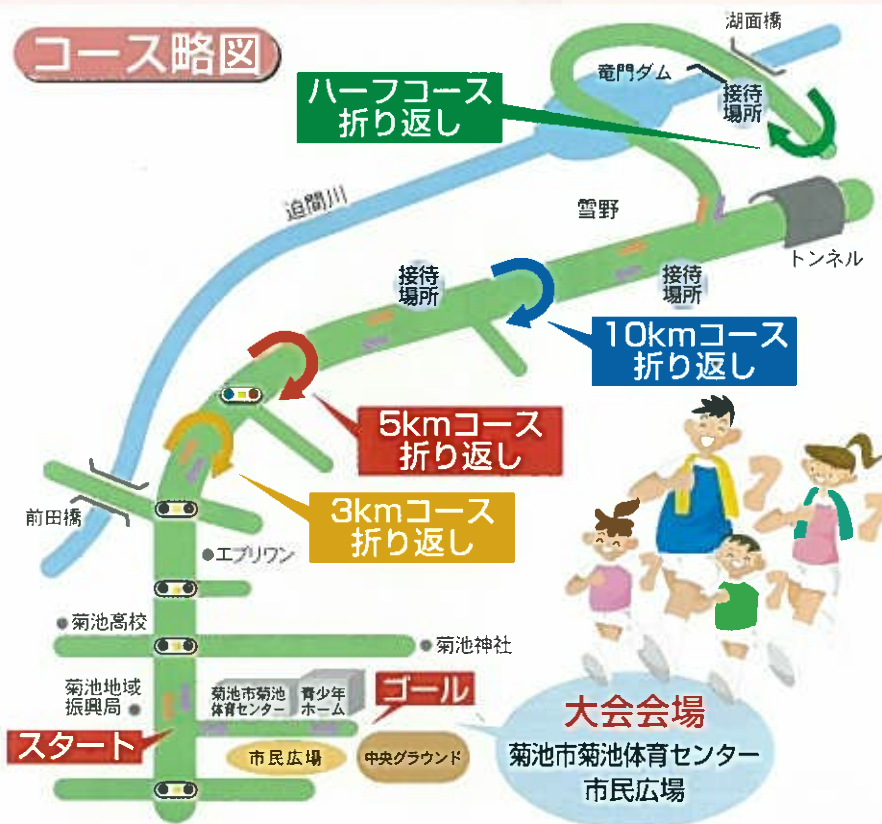 コース略図
湖面橋
竜門ダム
接待
場所
ハーフコース
折り返し
迫間川
雪野
トンネル
接待
場所
接待
場所
10kmコース
折り返し
5kmコース
折り返し
3kmコース
折り返し
前田橋
エブリワン
菊池高校
菊池神社
菊池地域
振興局
菊池市菊池
体育センター
青少年
ホーム
ゴール
スタート
市民広場
中央グラウンド
大会会場
菊池市菊池体育センター
市民広場